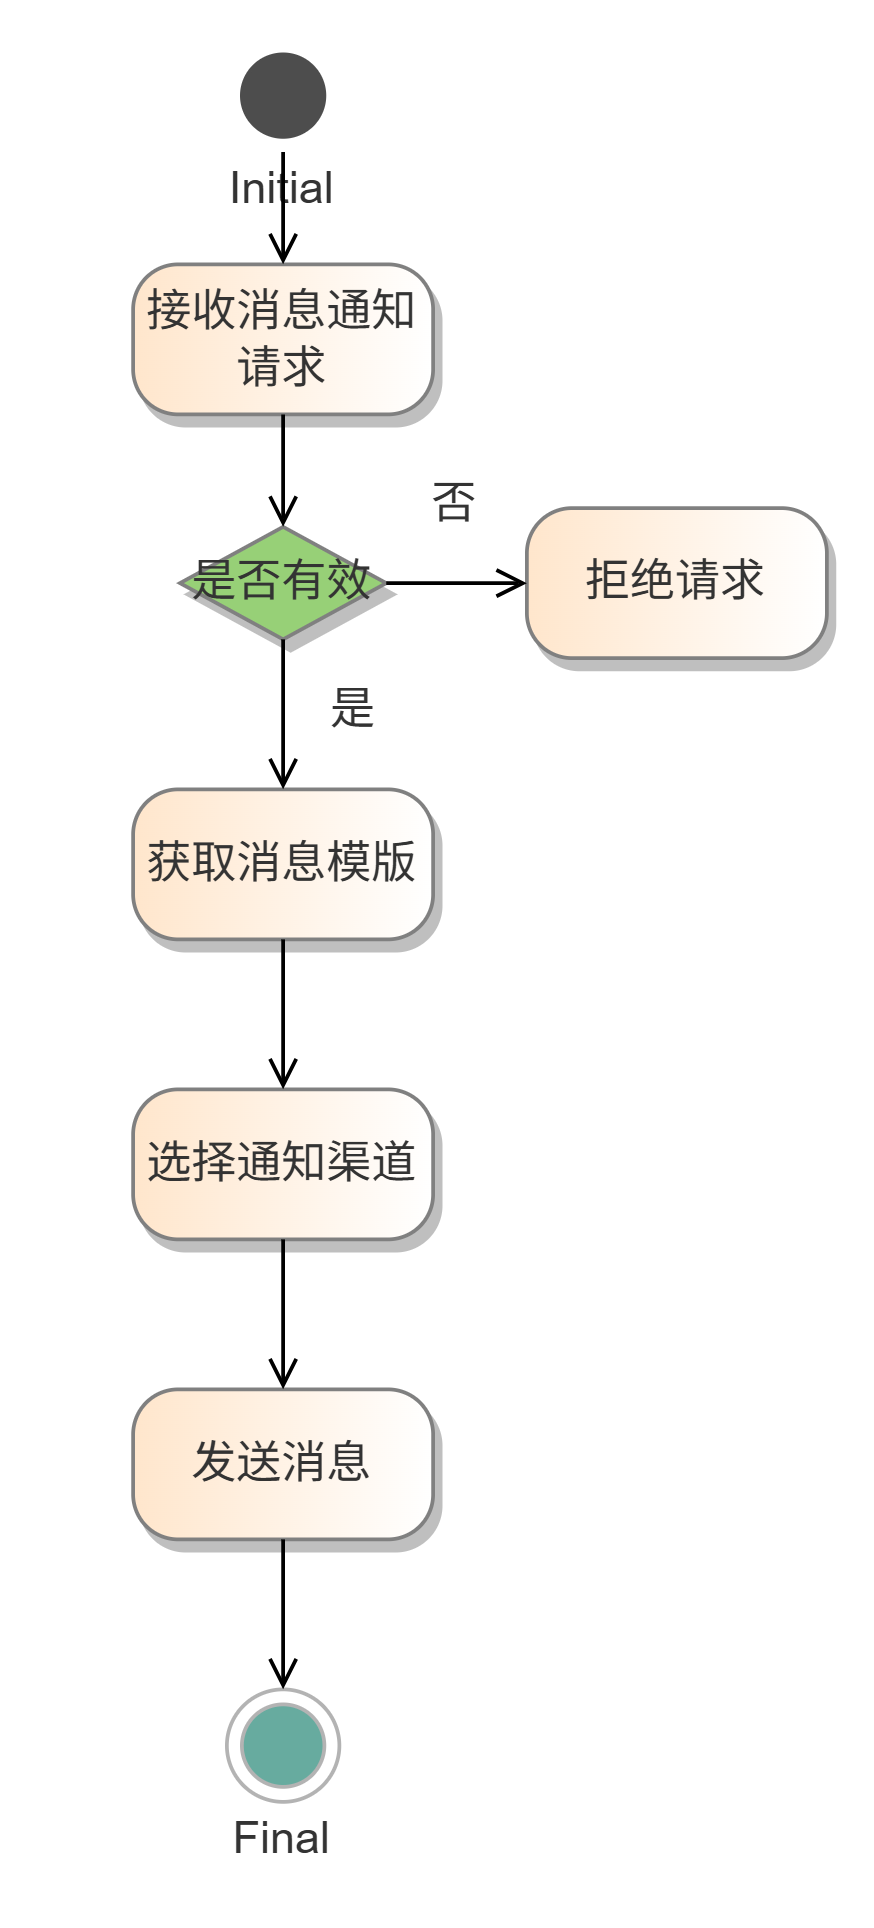 Initial
接收消息通知
请求
否
是否有效
拒绝请求
是
获取消息模版
选择通知渠道
发送消息
Final